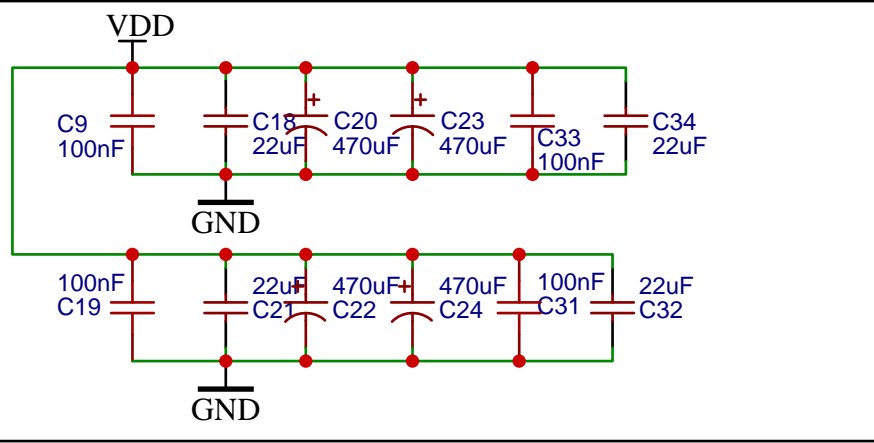 VDD
C9
100nF
C18
22uF
+
C20
470uF
+
C23
470uF
C33
100nF
C34
22uF
GND
100nF
C19
22uF
C21
+
470uF
C22
+
470uF
C24
100nF
C31
22uF
C32
GND